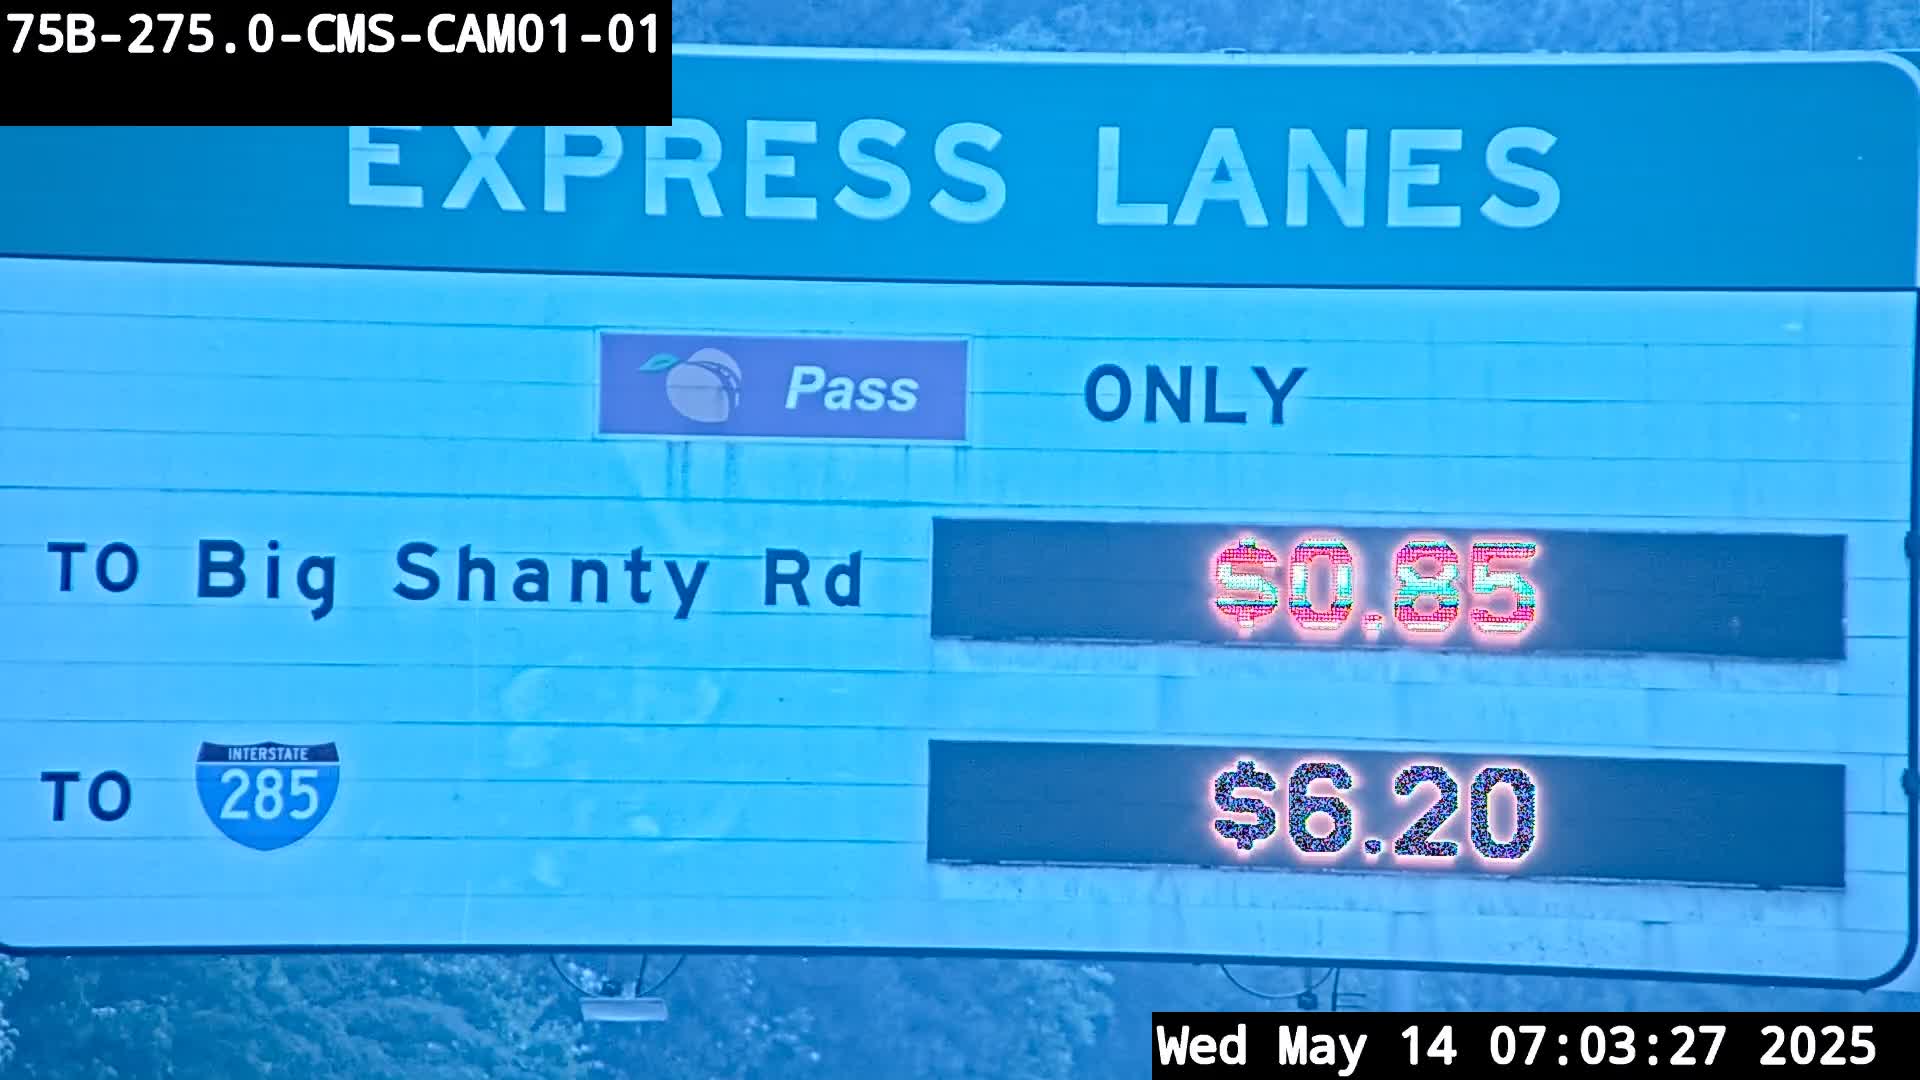 75B-275.0-CMS-CAM01-01
EXPRESS LANES
Pass ONLY
TO Big Shanty Rd $0.85
INTERSTATE
TO 285 $6.20
Wed May 14 07:03:27 2025